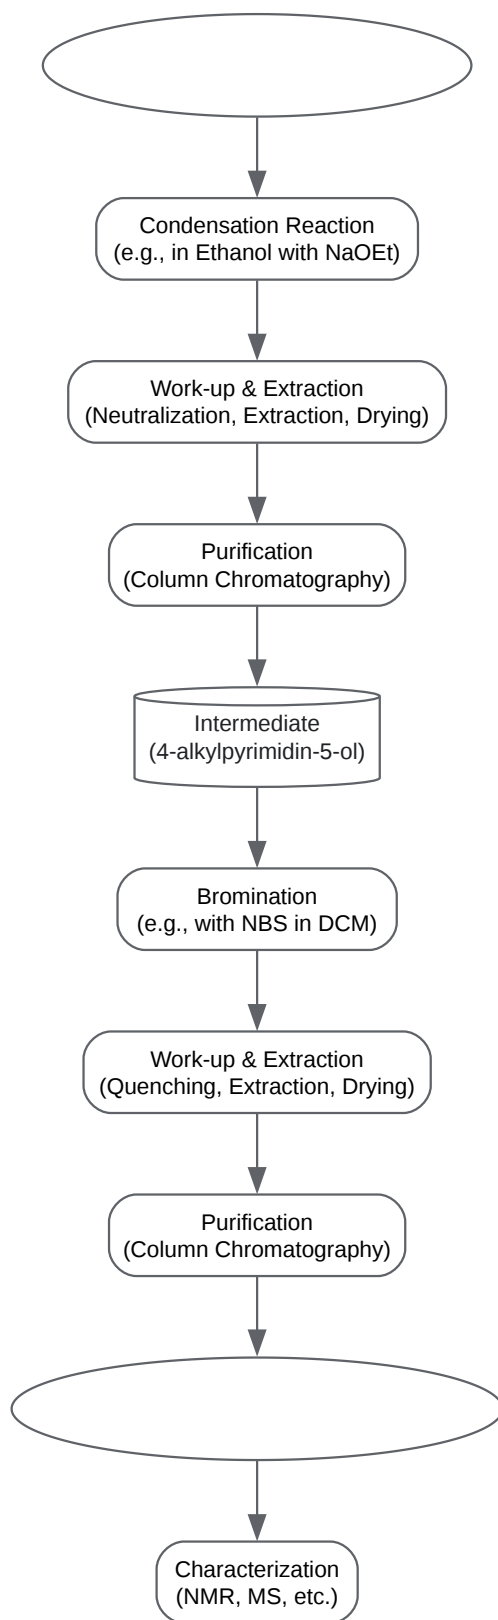 Condensation Reaction
(e.g., in Ethanol with NaOEt)
Work-up & Extraction
(Neutralization, Extraction, Drying)
Purification
(Column Chromatography)
Intermediate
(4-alkylpyrimidin-5-ol)
Bromination
(e.g., with NBS in DCM)
Work-up & Extraction
(Quenching, Extraction, Drying)
Purification
(Column Chromatography)
Characterization
(NMR, MS, etc.)